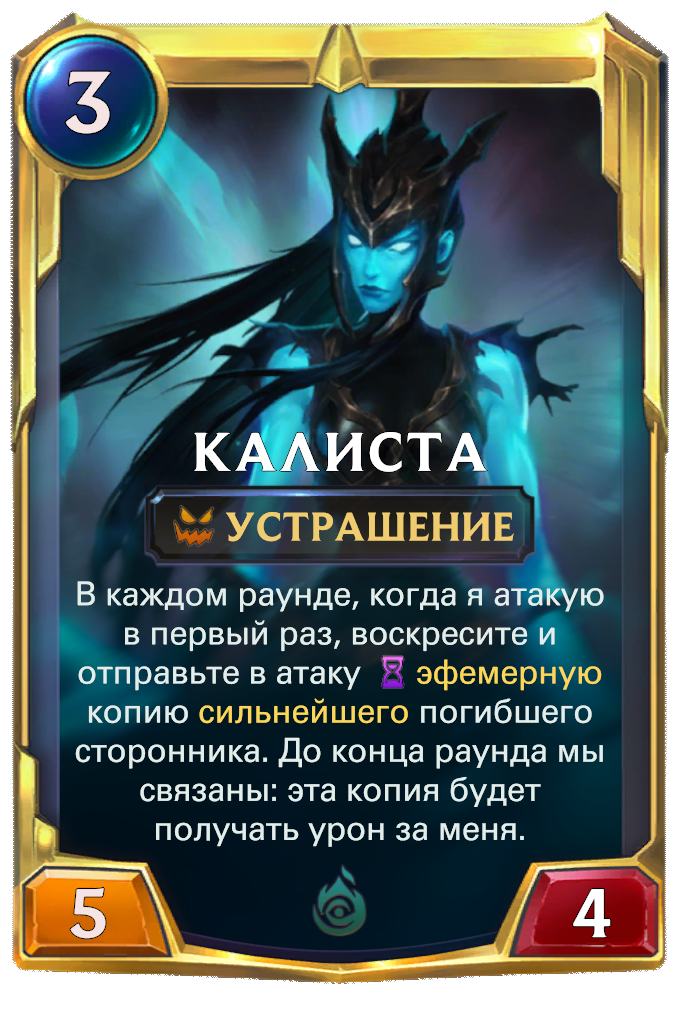 3
КАЛИСТА
УСТРАШЕНИЕ
В каждом раунде, когда я атакую
в первый раз, воскресите и
отправьте в атаку эфемерную
копию сильнейшего погибшего
сторонника. До конца раунда мы
связаны: эта копия будет
получать урон за меня.
5 4